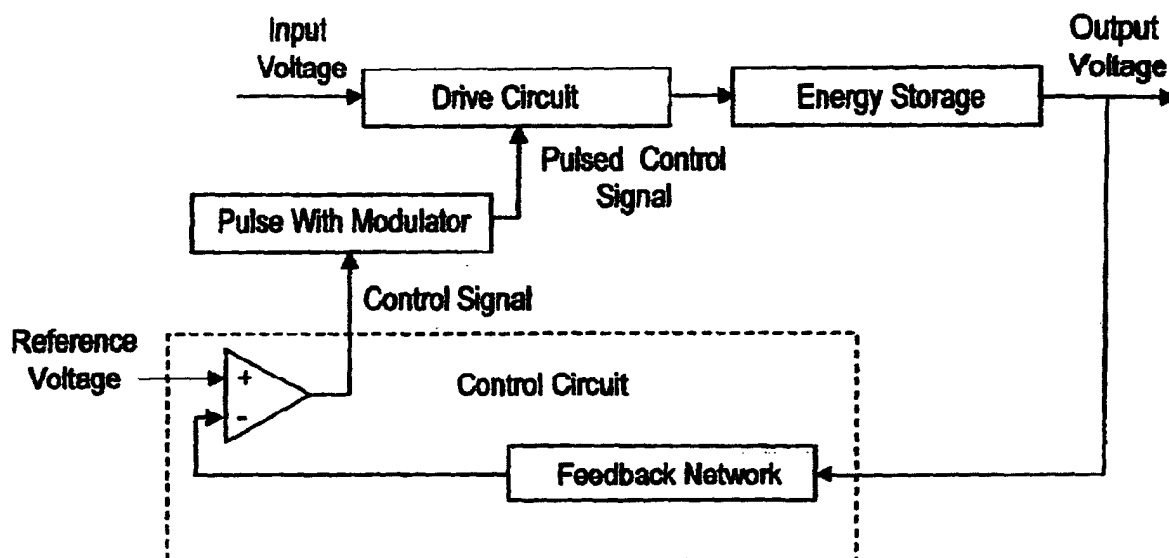 Input
Voltage
Output
Voltage
Drive Circuit
Energy Storage
Pulsed Control
Signal
Pulse With Modulator
Control Signal
Reference
Voltage
+
-
Control Circuit
Feedback Network